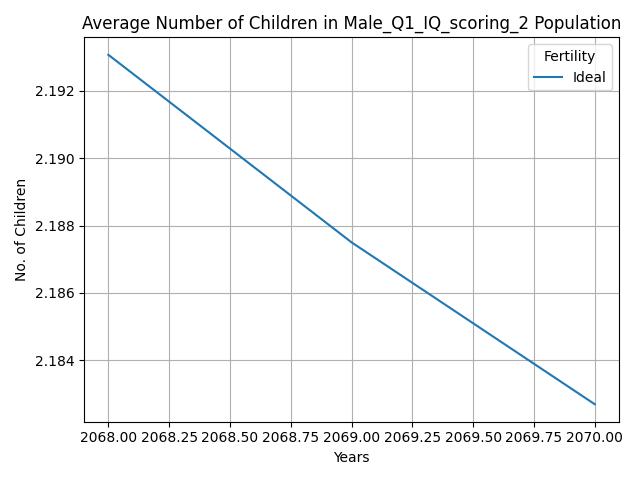 Average Number of Children in Male_Q1_IQ_scoring_2 Population
Fertility
Ideal
No. of Children
2.192
2.190
2.188
2.186
2.184
2068.00 2068.25 2068.50 2068.75 2069.00 2069.25 2069.50 2069.75 2070.00
Years